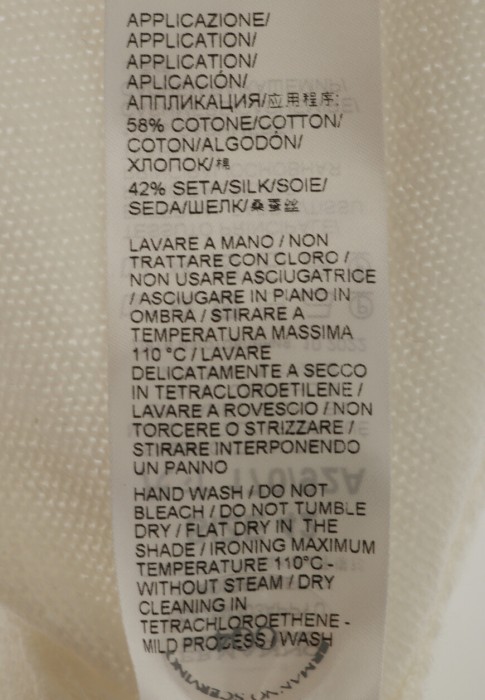 APPLICAZIONE/
APPLICATION/
APPLICATION/
APLICACIÓN/
АППЛИКАЦИЯ/应用程序:
58% COTONE/COTTON/
COTON/ALGODÓN/
ХЛОПОК/棉
42% SETA/SILK/SOIE/
SEDA/ШЕЛК/桑蚕丝
LAVARE A MANO / NON
TRATTARE CON CLORO /
NON USARE ASCIUGATRICE
/ ASCIUGARE IN PIANO IN
OMBRA / STIRARE A
TEMPERATURA MASSIMA
110 °C / LAVARE
DELICATAMENTE A SECCO
IN TETRACLOROETILENE /
LAVARE A ROVESCIO / NON
TORCERE O STRIZZARE /
STIRARE INTERPONENDO
UN PANNO
HAND WASH / DO NOT
BLEACH / DO NOT TUMBLE
DRY / FLAT DRY IN THE
SHADE / IRONING MAXIMUM
TEMPERATURE 110°C -
WITHOUT STEAM / DRY
CLEANING IN
TETRACHLOROETHENE -
MILD PROCESS / WASH